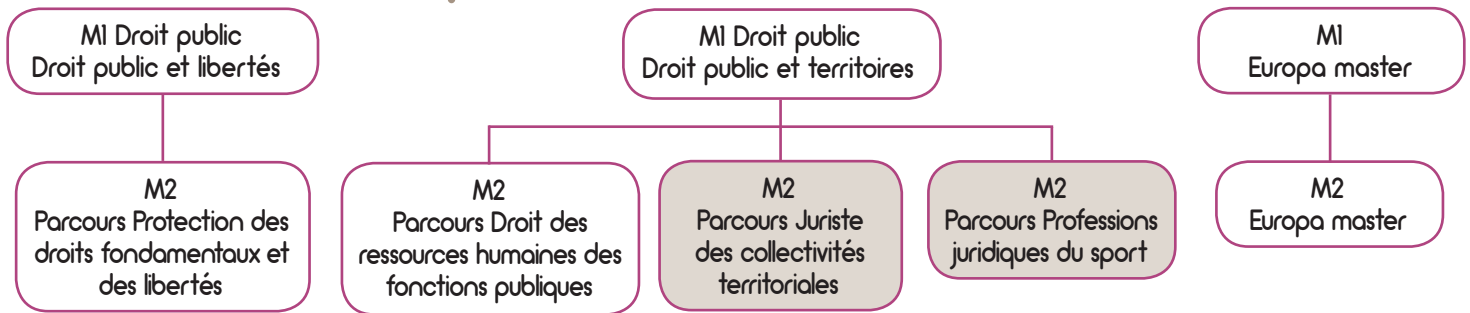 M1 Droit public
Droit public et libertés
M1 Droit public
Droit public et territoires
M1
Europa master
M2
Parcours Protection des
droits fondamentaux et
des libertés
M2
Parcours Droit des
ressources humaines des
fonctions publiques
M2
Parcours Juriste
des collectivités
territoriales
M2
Parcours Professions
juridiques du sport
M2
Europa master